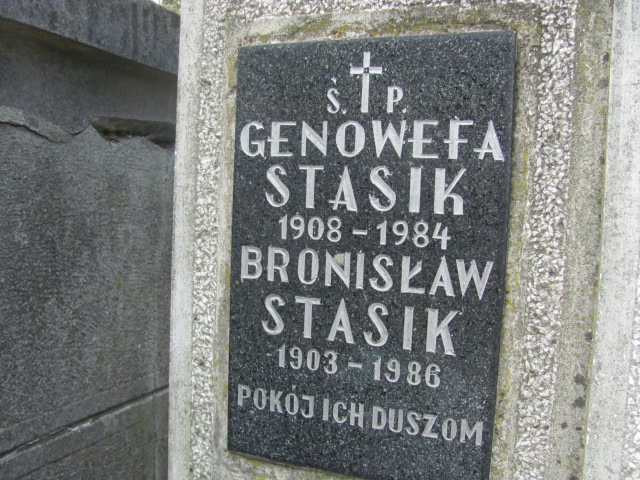 Ś. P.
GENOWEFA
STASIK
1908 - 1984
BRONISŁAW
STASIK
1903 - 1986
POKÓJ ICH DUSZOM